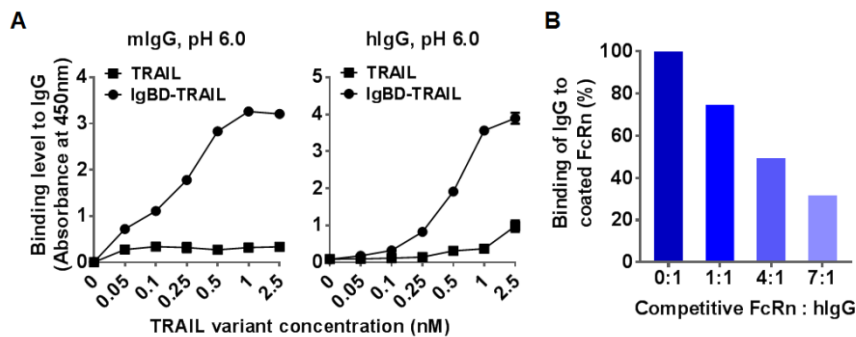 A
mIgG, pH 6.0
TRAIL
IgBD-TRAIL
Binding level to IgG
(Absorbance at 450nm)
4
3
2
1
0
0
0.05
0.1
0.25
0.5
1
2.5
hIgG, pH 6.0
TRAIL
IgBD-TRAIL
5
4
3
2
1
0
0
0.05
0.1
0.25
0.5
1
2.5
TRAIL variant concentration (nM)
B
Binding of IgG to
coated FcRn (%)
100
80
60
40
20
0
0:1
1:1
4:1
7:1
Competitive FcRn : hIgG